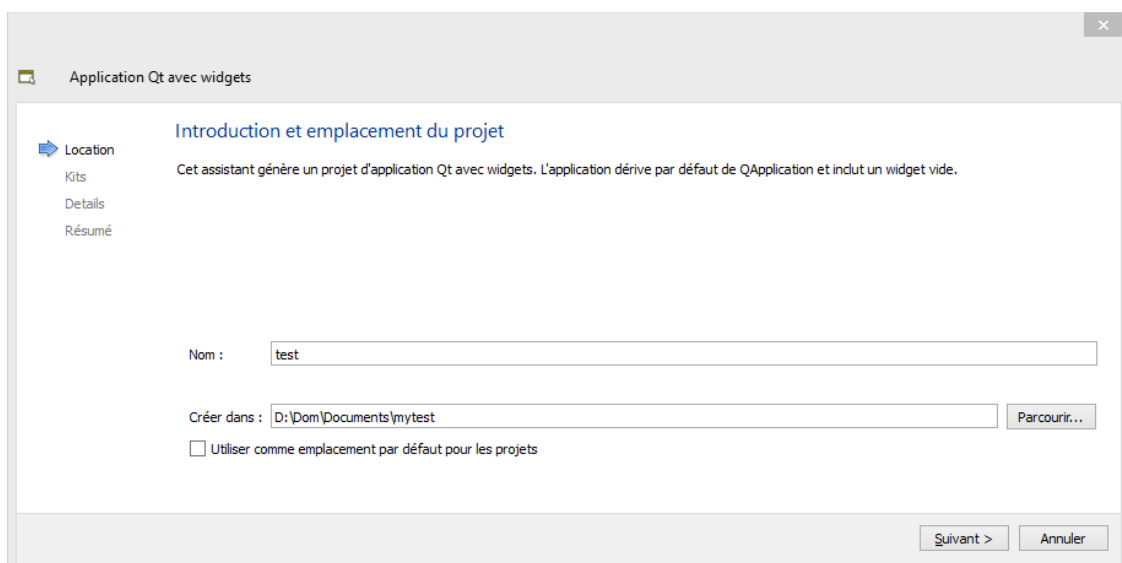 Application Qt avec widgets
Introduction et emplacement du projet
Location
Cet assistant génère un projet d'application Qt avec widgets. L'application dérive par défaut de QApplication et inclut un widget vide.
Kits
Details
Résumé
Nom : test
Créer dans : D:\Dom\Documents\mytest Parcourir...
Utiliser comme emplacement par défaut pour les projets
Suivant > Annuler